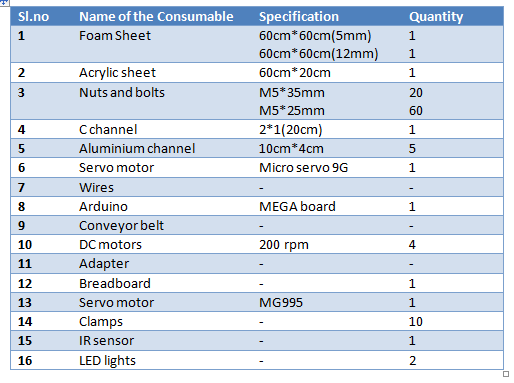 Sl.no Name of the Consumable Specification Quantity
1 Foam Sheet 60cm*60cm(5mm) 1
60cm*60cm(12mm) 1
2 Acrylic sheet 60cm*20cm 1
3 Nuts and bolts M5*35mm 20
M5*25mm 60
4 C channel 2*1(20cm) 1
5 Aluminium channel 10cm*4cm 5
6 Servo motor Micro servo 9G 1
7 Wires - -
8 Arduino MEGA board 1
9 Conveyor belt - -
10 DC motors 200 rpm 4
11 Adapter - -
12 Breadboard - 1
13 Servo motor MG995 1
14 Clamps - 10
15 IR sensor - 1
16 LED lights - 2